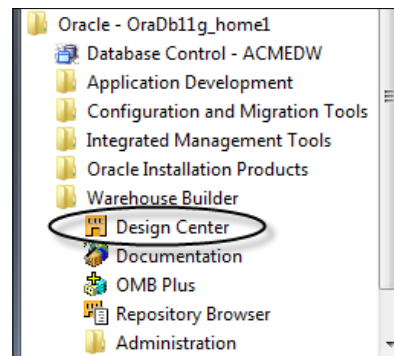 Oracle - OraDb11g_home1
Database Control - ACMEDW
Application Development
Configuration and Migration Tools
Integrated Management Tools
Oracle Installation Products
Warehouse Builder
Design Center
Documentation
OMB Plus
Repository Browser
Administration